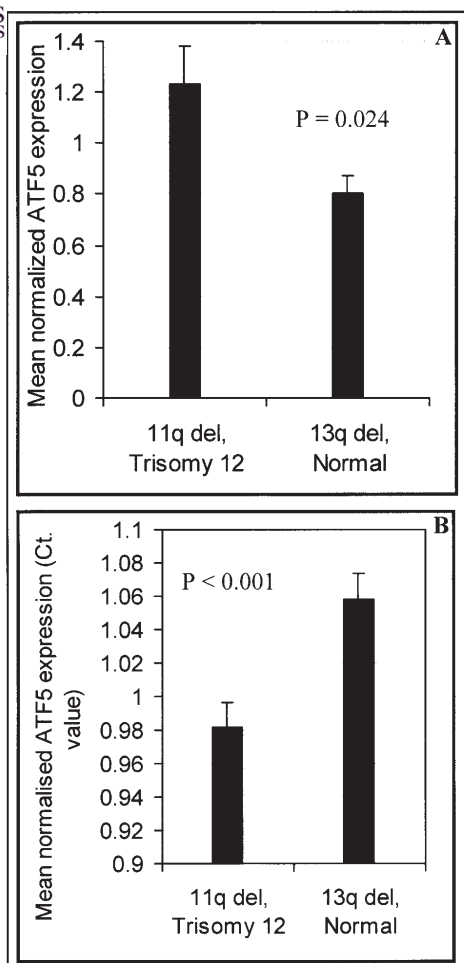 A
Mean normalized ATF5 expression
1.4
1.2
1
0.8
0.6
0.4
0.2
0
P = 0.024
11q del,
Trisomy 12
13q del,
Normal
B
Mean normalised ATF5 expression (Ct.
value)
1.1
1.08
1.06
1.04
1.02
1
0.98
0.96
0.94
0.92
0.9
P < 0.001
11q del,
Trisomy 12
13q del,
Normal